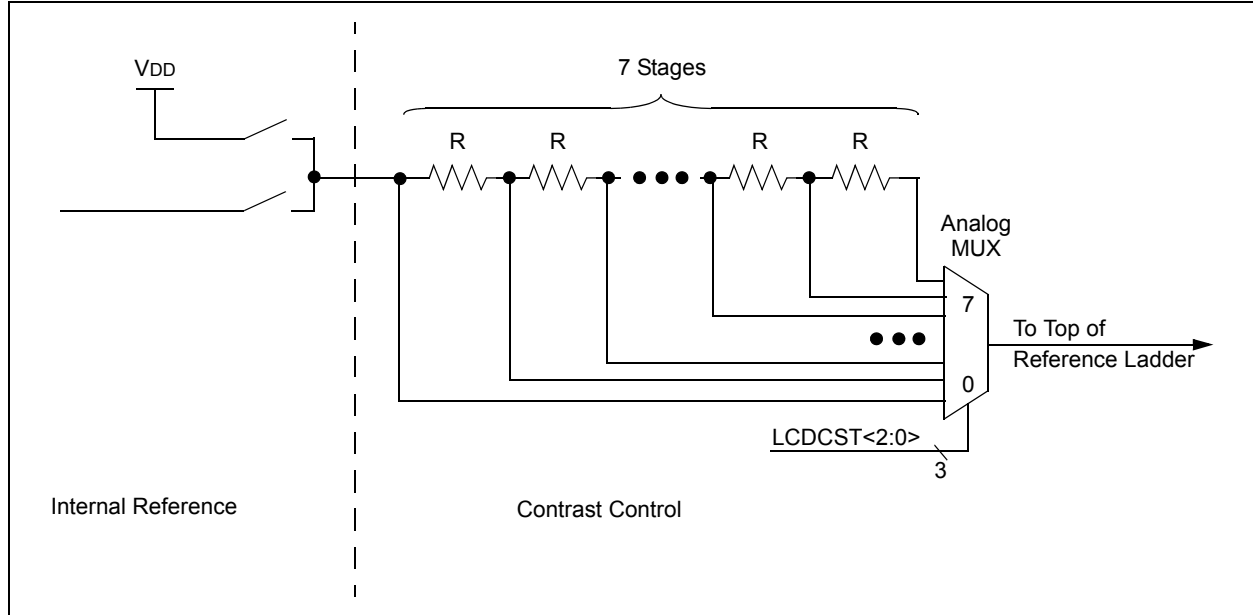 VDD
7 Stages
R
R
R
R
Analog
MUX
7
To Top of
Reference Ladder
0
LCDCST<2:0>
3
Internal Reference
Contrast Control